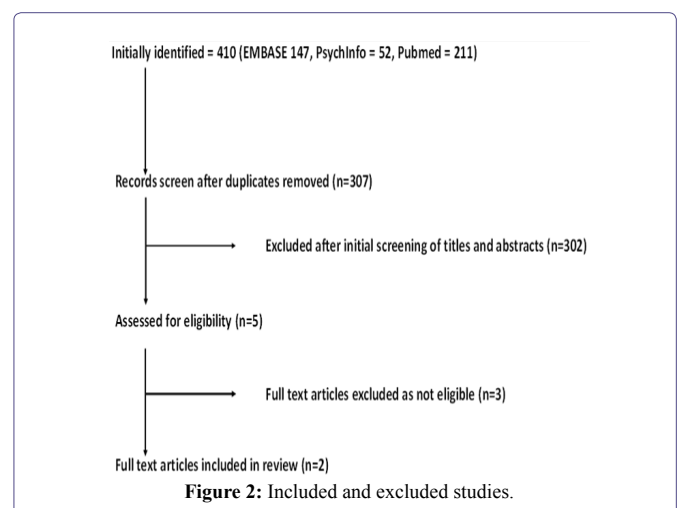 Initially identified = 410 (EMBASE 147, PsychInfo = 52, Pubmed = 211)
Records screen after duplicates removed (n=307)
Excluded after initial screening of titles and abstracts (n=302)
Assessed for eligibility (n=5)
Full text articles excluded as not eligible (n=3)
Full text articles included in review (n=2)
Figure 2: Included and excluded studies.